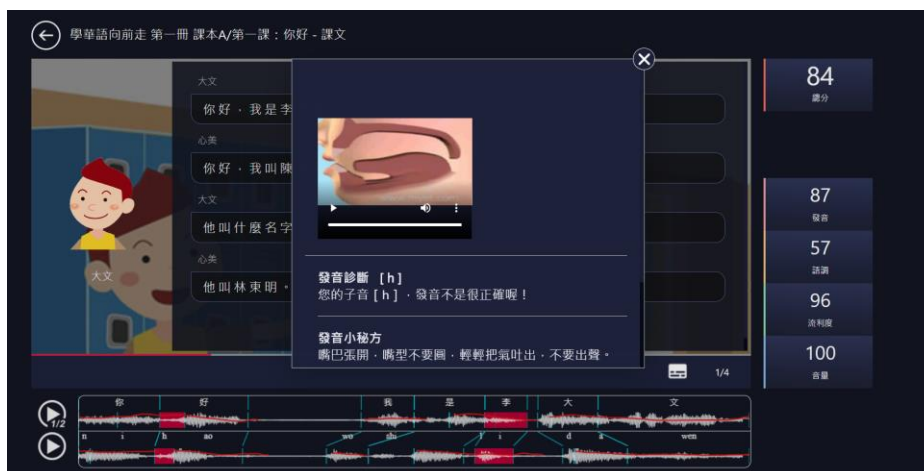 學華語向前走 第一冊 課本A/第一課：你好 - 課文
大文
你好，我是李
心美
你好，我叫陳
大文
他叫什麼名字
心美
他叫林東明。
大文
發音診斷 [h]
您的子音[h]，發音不是很正確喔！
發音小秘方
嘴巴張開，嘴型不要圓，輕輕把氣吐出，不要出聲。
1/4
84
總分
87
發音
57
語調
96
流利度
100
音量
1/2
你 好 我 是 李 大 文
n i h ao wo shi l i d a wen